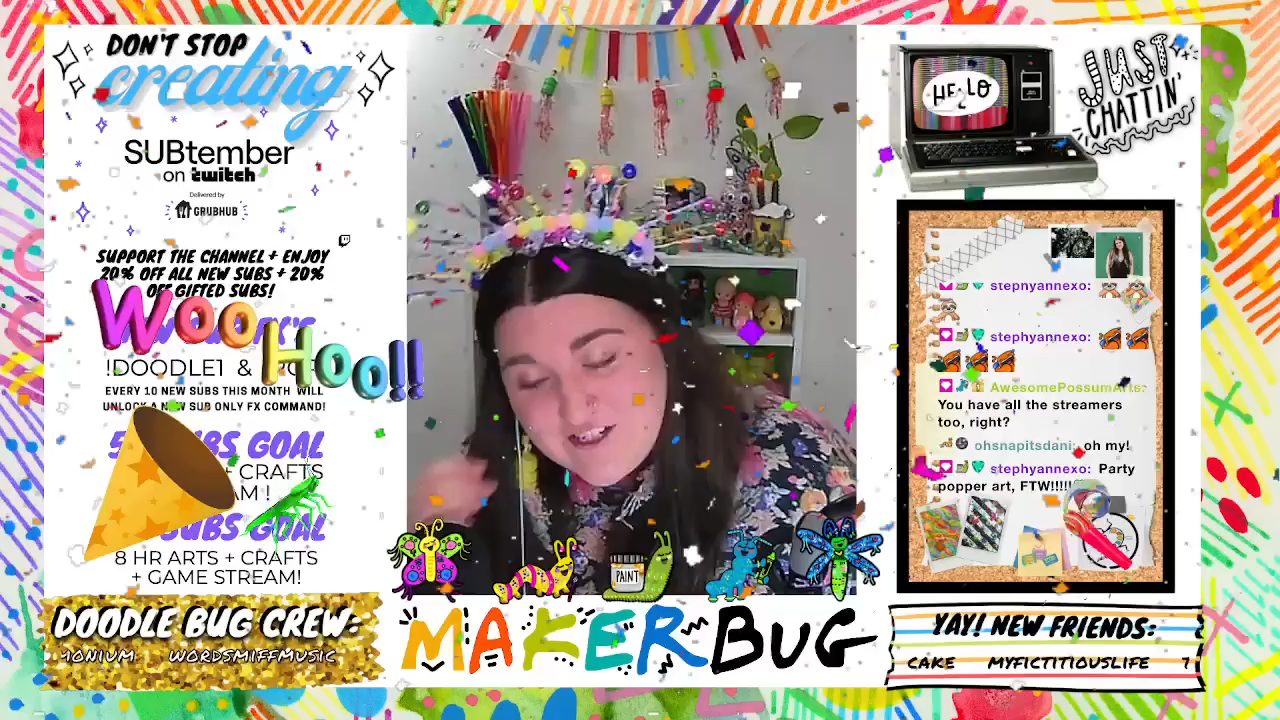 DON'T STOP
creating
SUBtember
on twitch
Delivered by
GRUBHUB
SUPPORT THE CHANNEL + ENJOY
20% OFF ALL NEW SUBS + 20%
OFF GIFTED SUBS!
WOO HOO!!
!DOODLE1 &
EVERY 10 NEW SUBS THIS MONTH WILL
UNLOCK A NEW SUB ONLY FX COMMAND!
SUBS GOAL
+ CRAFTS
SUBS GOAL
8 HR ARTS + CRAFTS
+ GAME STREAM!
DOODLE BUG CREW:
10NIUM WORDSMIFFMUSIC
PAINT
MAKERBUG
HELLO
JUST
CHATTIN'
stephyannexo:
stephyannexo:
AwesomePossumArts:
You have all the streamers
too, right?
ohsnapitsdani: oh my!
stephyannexo: Party
popper art, FTW!!!!!
YAY! NEW FRIENDS:
CAKE MYFICTITIOUSLIFE